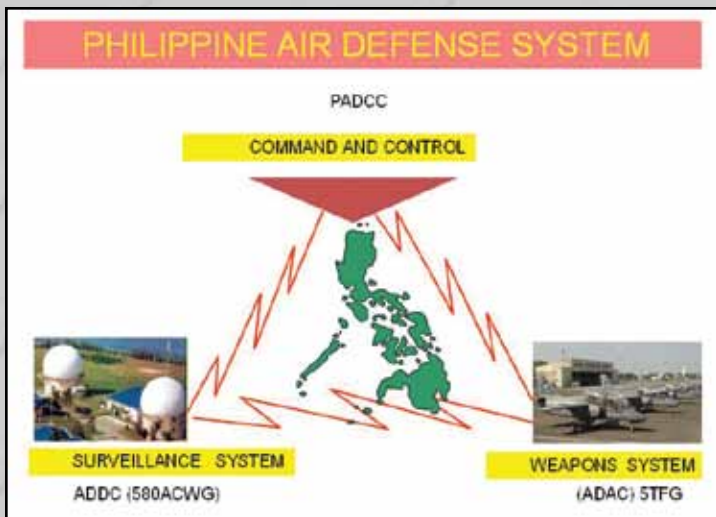 PHILIPPINE AIR DEFENSE SYSTEM
PADCC
COMMAND AND CONTROL
SURVEILLANCE SYSTEM
ADDC (580ACWG)
WEAPONS SYSTEM
(ADAC) 5TFG